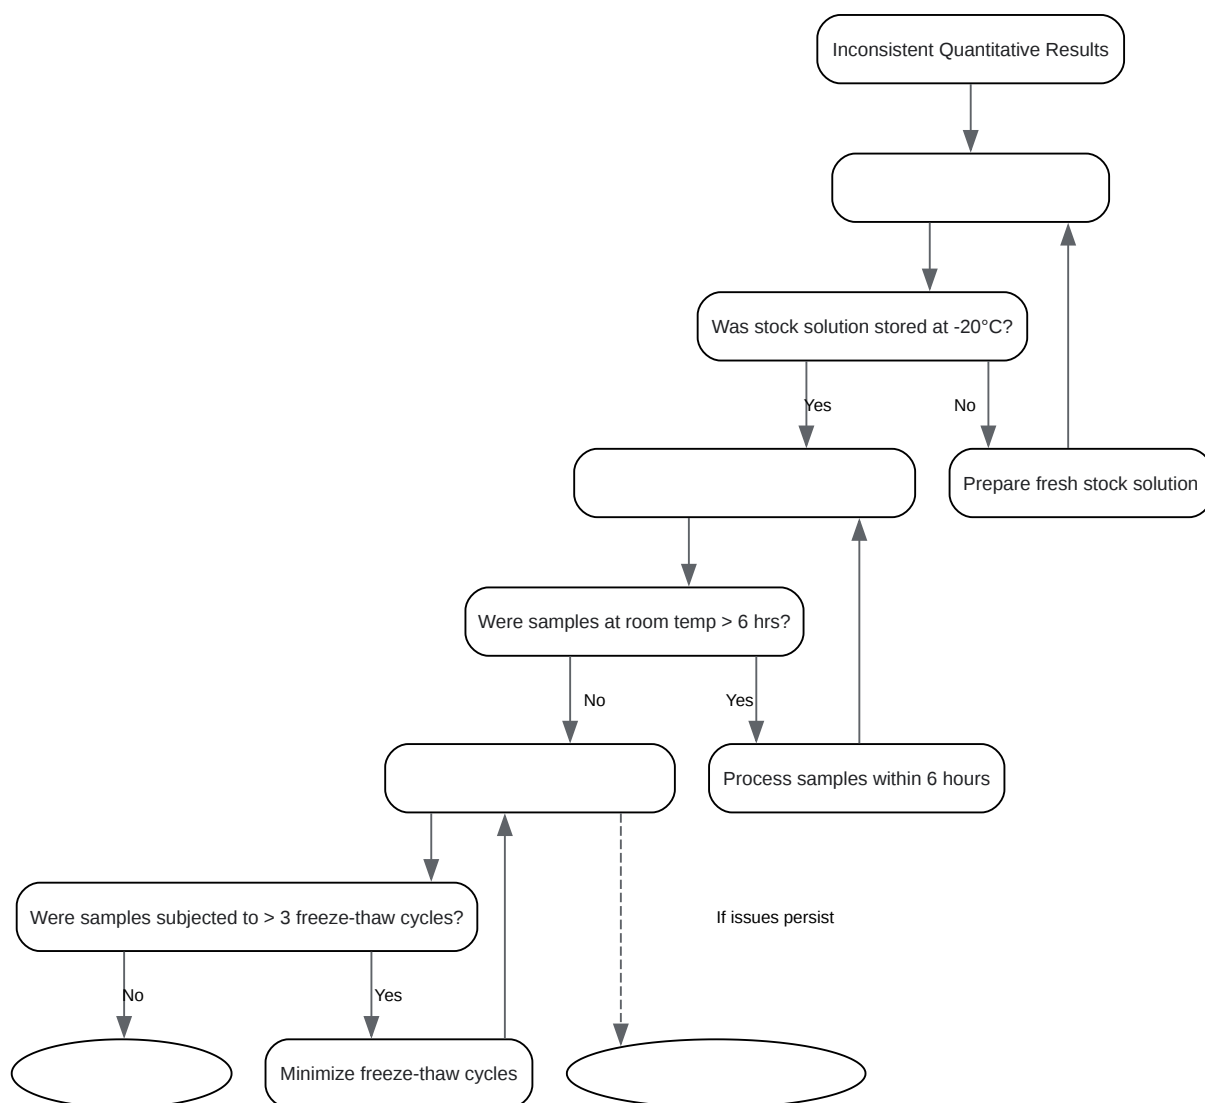 Inconsistent Quantitative Results
Was stock solution stored at -20°C?
Yes
No
Prepare fresh stock solution
Were samples at room temp > 6 hrs?
No
Yes
Process samples within 6 hours
Were samples subjected to > 3 freeze-thaw cycles?
If issues persist
No
Yes
Minimize freeze-thaw cycles